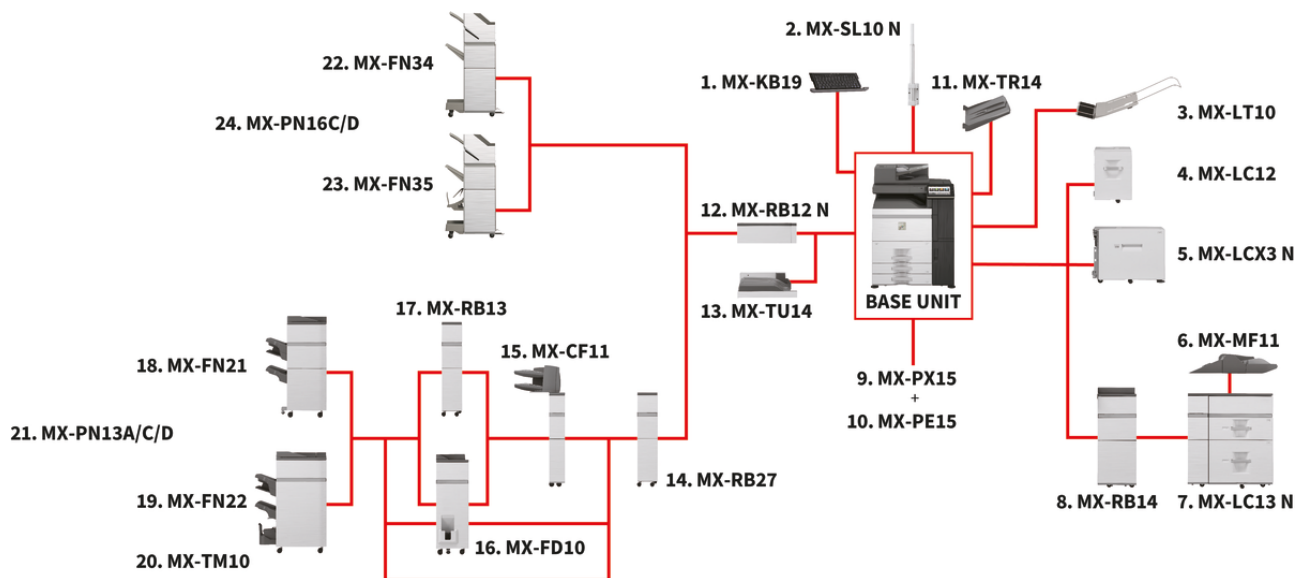 2. MX-SL10 N
22. MX-FN34
1. MX-KB19
11. MX-TR14
3. MX-LT10
24. MX-PN16C/D
4. MX-LC12
23. MX-FN35
12. MX-RB12 N
5. MX-LCX3 N
BASE UNIT
17. MX-RB13
13. MX-TU14
6. MX-MF11
15. MX-CF11
18. MX-FN21
9. MX-PX15
+
10. MX-PE15
21. MX-PN13A/C/D
14. MX-RB27
19. MX-FN22
8. MX-RB14
7. MX-LC13 N
16. MX-FD10
20. MX-TM10